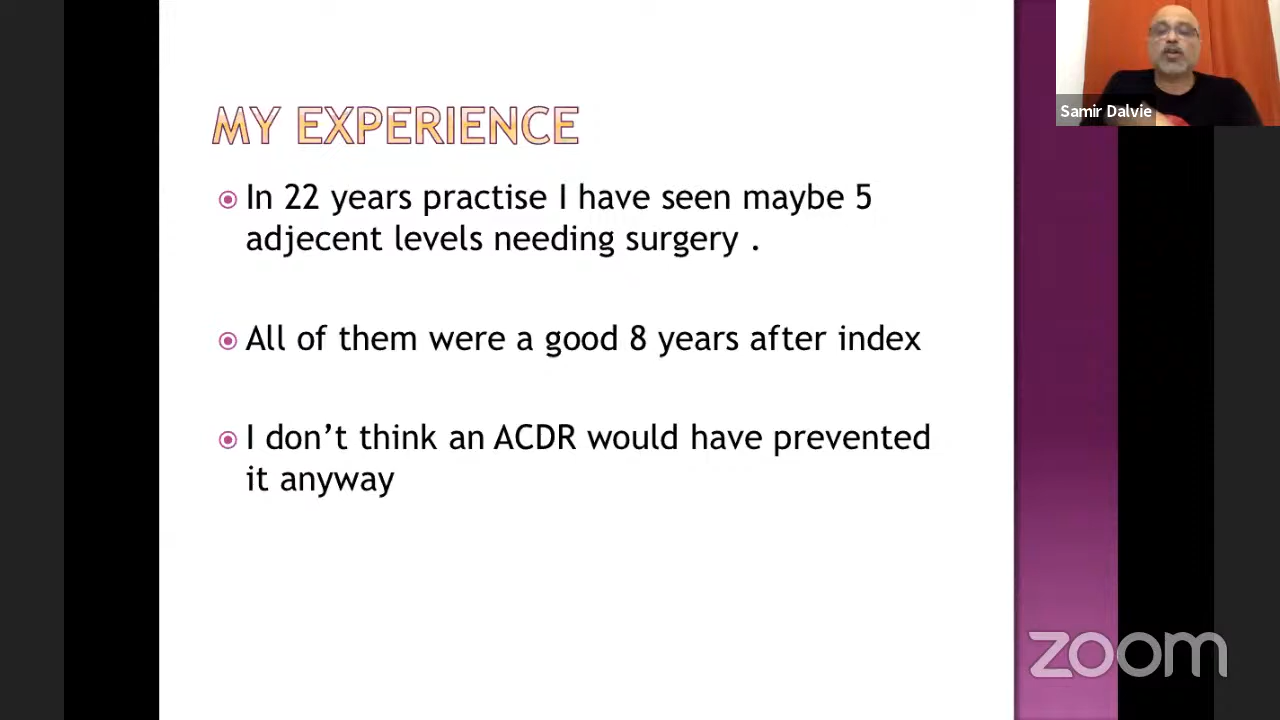 MY EXPERIENCE
In 22 years practise I have seen maybe 5
adjecent levels needing surgery .
All of them were a good 8 years after index
I don't think an ACDR would have prevented
it anyway
Samir Dalvie
zoom